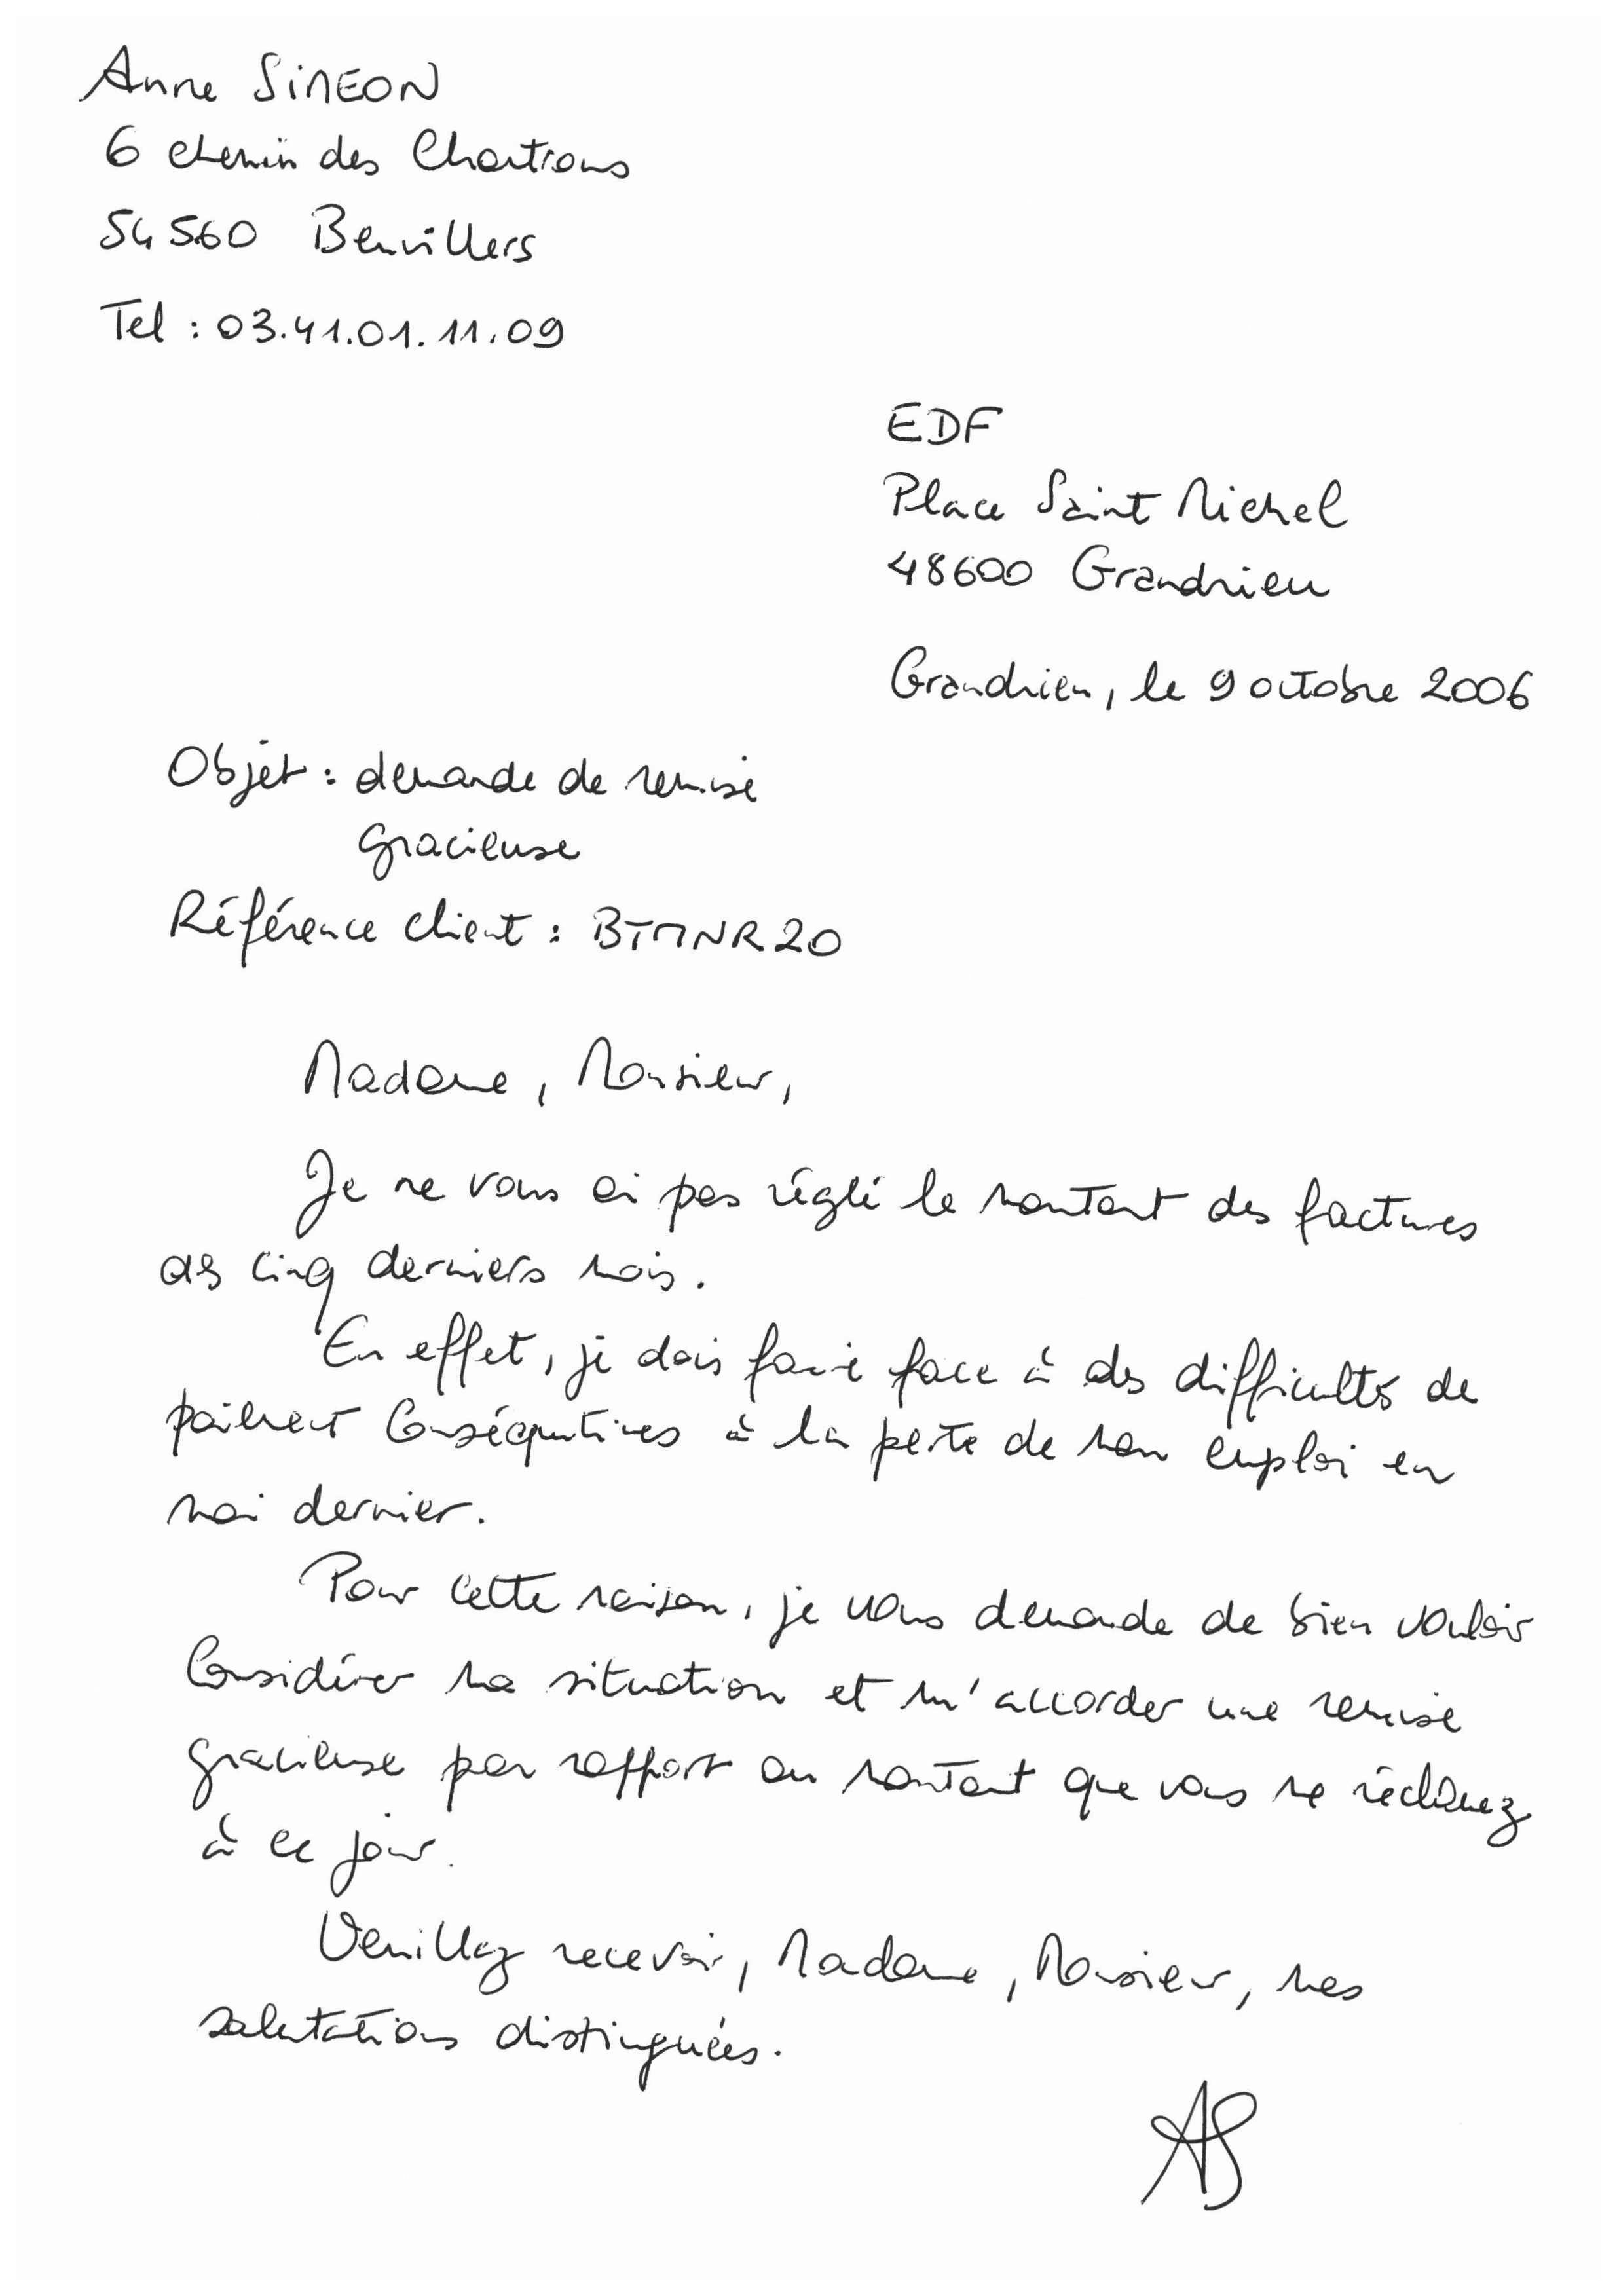 Anne SIMEON
6 chemin des Chartrons
54560 Beuvillers
Tel : 03.41.01.11.09
EDF
Place Saint Michel
48600 Grandrieu
Grandrieu, le 9 octobre 2006
Objet : demande de remise
gracieuse
Référence client : BTMNR20
Madame, Monsieur,
Je ne vous ai pas réglé le montant des factures
des cinq derniers mois.
En effet, je dois faire face à des difficultés de
paiement conséqutives à la perte de mon emploi en
mai dernier.
Pour cette raison, je vous demande de bien vouloir
considérer ma situation et m'accorder une remise
gracieuse par rapport au montant que vous me réclamez
à ce jour.
Veuillez recevoir, Madame, Monsieur, mes
salutations distinguées.
AS